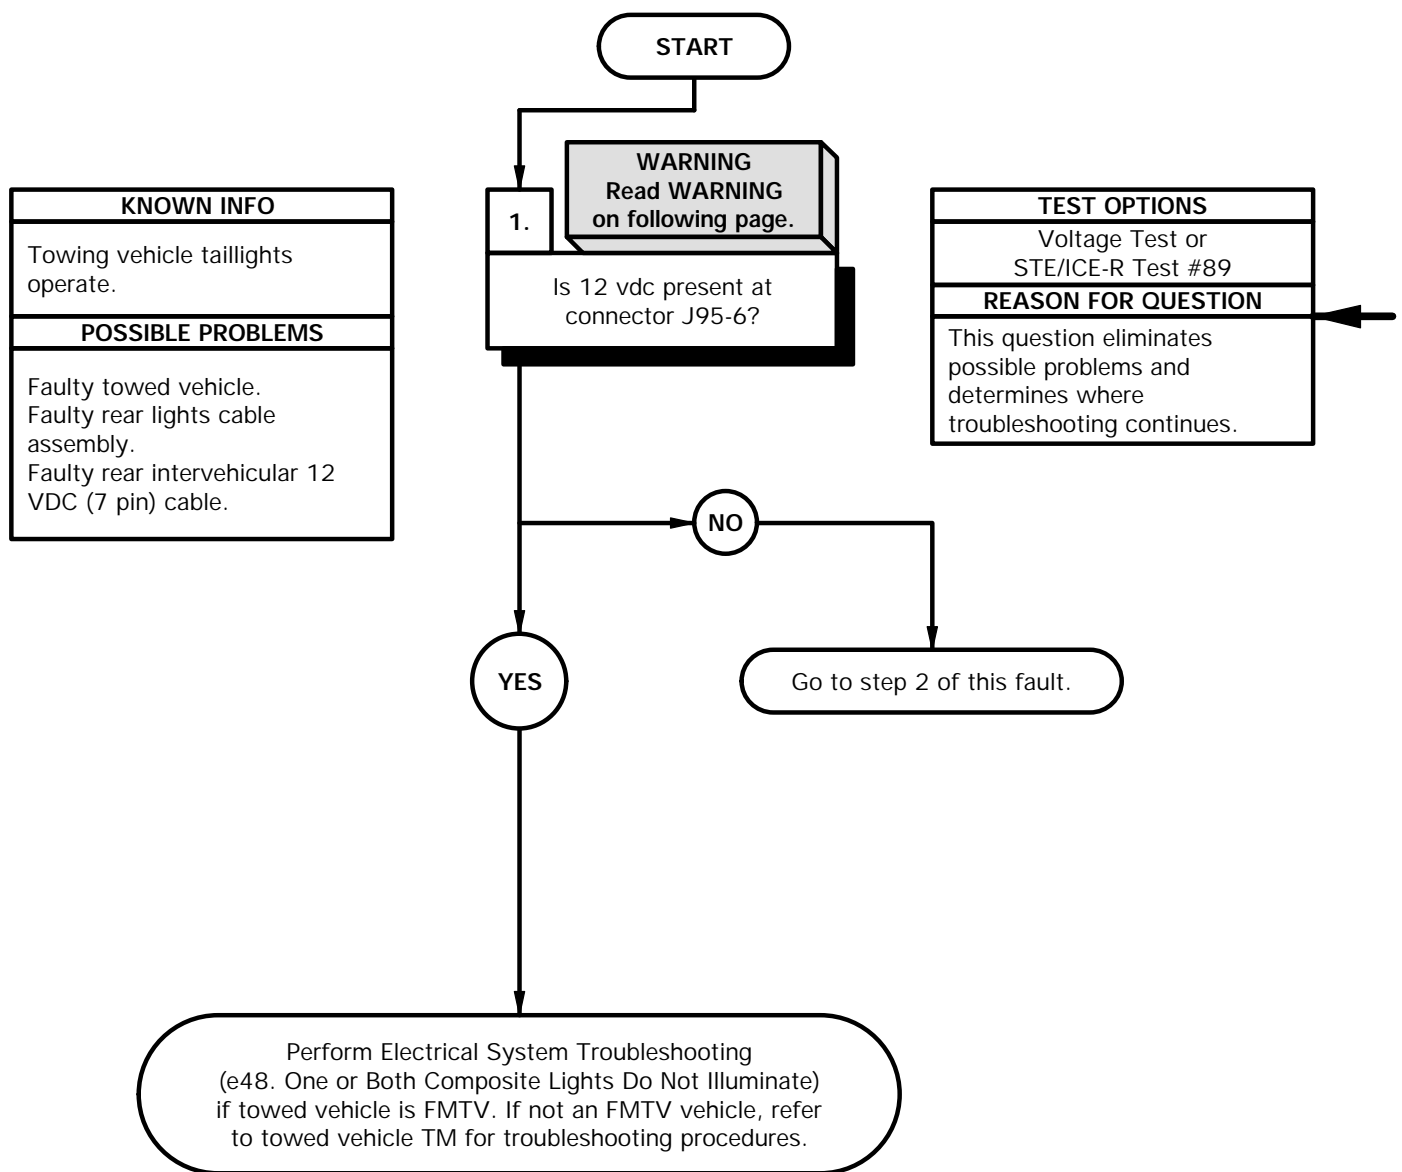 START
WARNING
Read WARNING
on following page.
1.
Is 12 vdc present at
connector J95-6?
KNOWN INFO
Towing vehicle taillights
operate.
POSSIBLE PROBLEMS
Faulty towed vehicle.
Faulty rear lights cable
assembly.
Faulty rear intervehicular 12
VDC (7 pin) cable.
TEST OPTIONS
Voltage Test or
STE/ICE-R Test #89
REASON FOR QUESTION
This question eliminates
possible problems and
determines where
troubleshooting continues.
NO
YES
Go to step 2 of this fault.
Perform Electrical System Troubleshooting
(e48. One or Both Composite Lights Do Not Illuminate)
if towed vehicle is FMTV. If not an FMTV vehicle, refer
to towed vehicle TM for troubleshooting procedures.